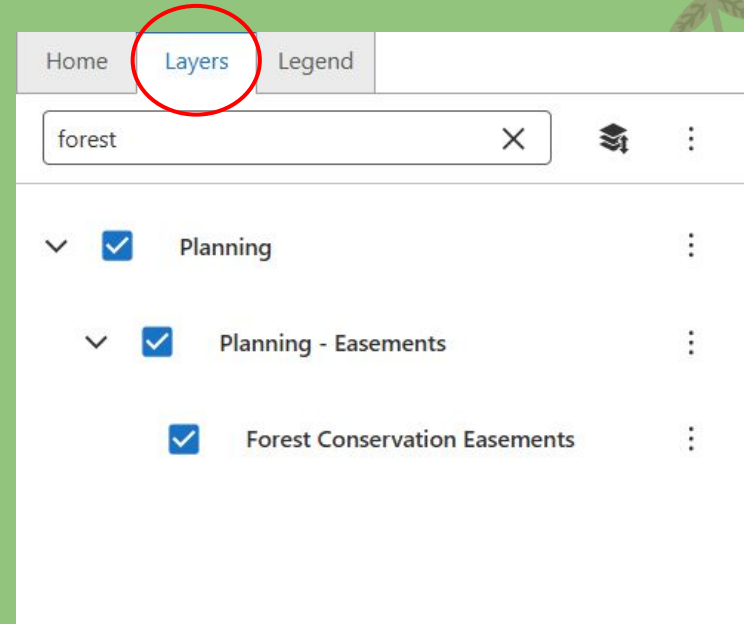 Home Layers Legend
forest
Planning
Planning - Easements
Forest Conservation Easements